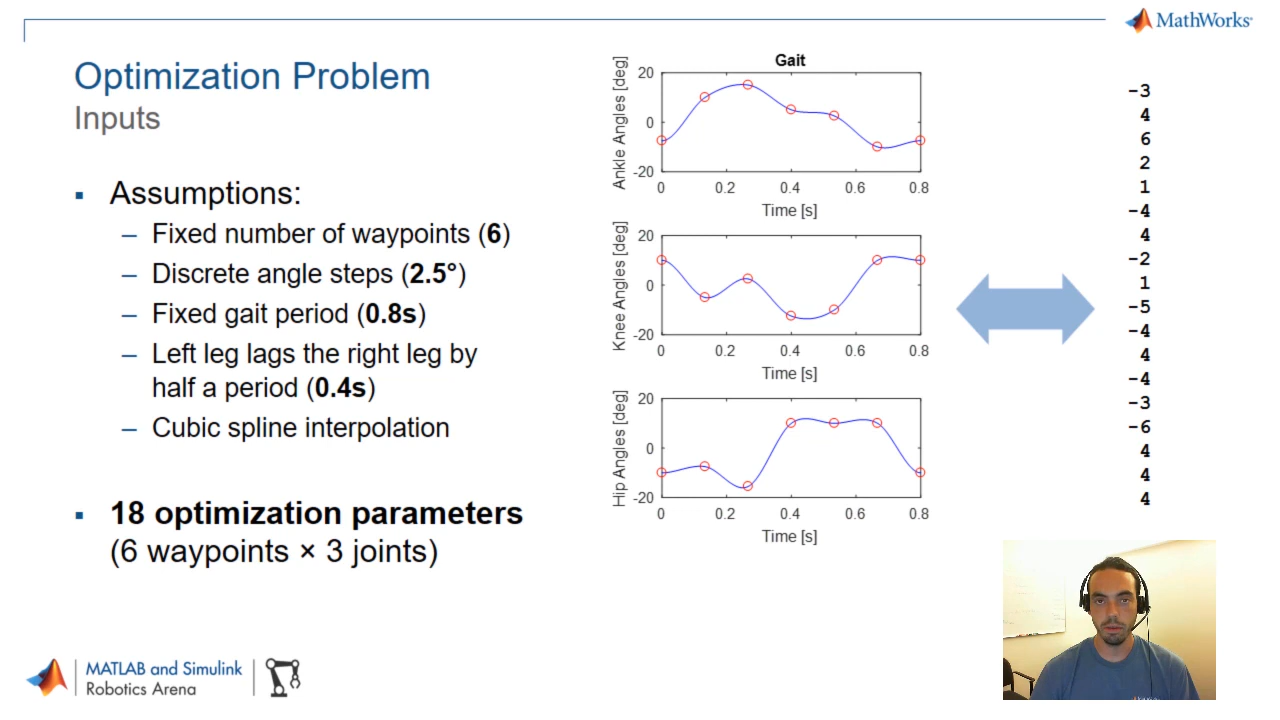 MathWorks
Optimization Problem
Inputs
▪ Assumptions:
– Fixed number of waypoints (6)
– Discrete angle steps (2.5°)
– Fixed gait period (0.8s)
– Left leg lags the right leg by
half a period (0.4s)
– Cubic spline interpolation
▪ 18 optimization parameters
(6 waypoints × 3 joints)
Gait
Ankle Angles [deg]
20
0
-20
0 0.2 0.4 0.6 0.8
Time [s]
Knee Angles [deg]
20
0
-20
0 0.2 0.4 0.6 0.8
Time [s]
Hip Angles [deg]
20
0
-20
0 0.2 0.4 0.6 0.8
Time [s]
-3
4
6
2
1
-4
4
-2
1
-5
-4
4
-4
-3
-6
4
4
4
MATLAB and Simulink
Robotics Arena